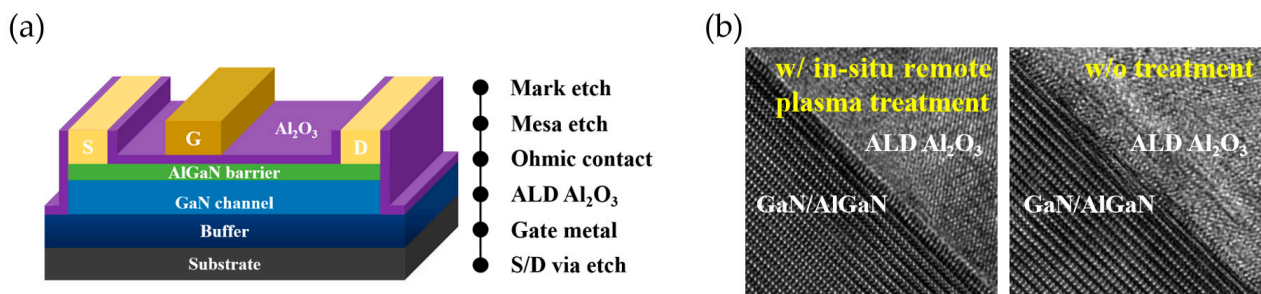 (a)
G
Al₂O₃
S
D
AlGaN barrier
GaN channel
Buffer
Substrate
Mark etch
Mesa etch
Ohmic contact
ALD Al₂O₃
Gate metal
S/D via etch
(b)
w/ in-situ remote
plasma treatment
ALD Al₂O₃
GaN/AlGaN
w/o treatment
ALD Al₂O₃
GaN/AlGaN